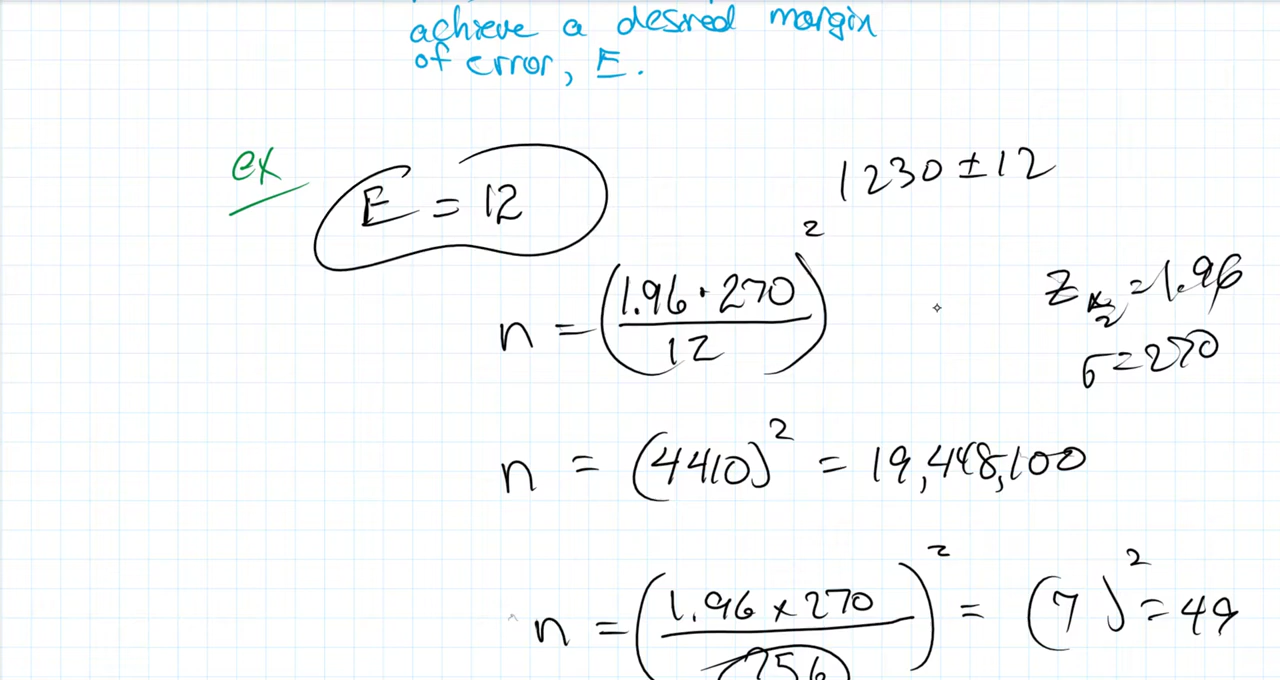 achieve a desired margin
of error, E.
ex
E = 12
1230 ± 12
n = (1.96 · 270 / 12)²
z α/2 = 1.96
σ = 270
n = (4410)² = 19,448,100
n = (1.96 × 270 / 756)² = (7)² = 49